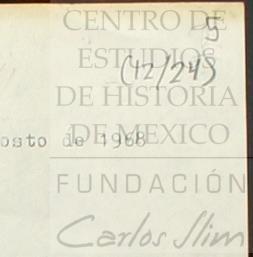 CENTRO DE
5
ESTUDIOS
(12/24)
DE HISTORIA
DE MEXICO
osto de 1968
FUNDACIÓN
Carlos Slim